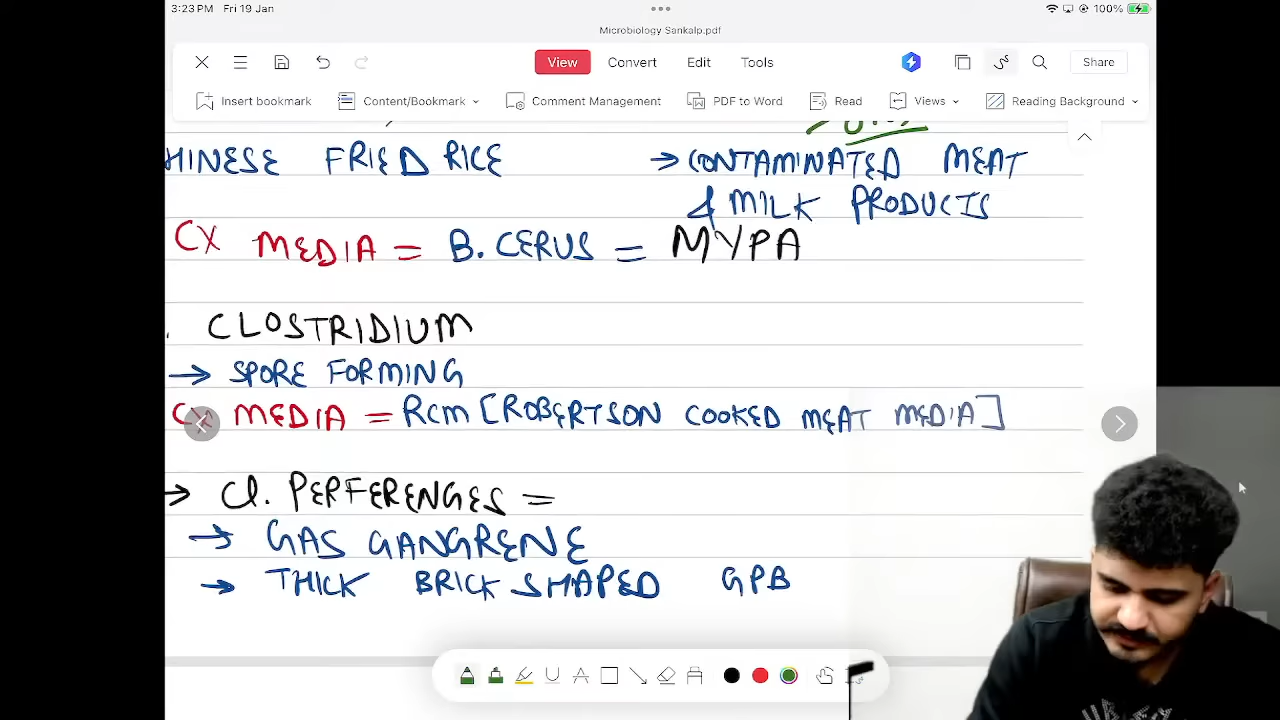 3:23 PM Fri 19 Jan
100%
Microbiology Sankalp.pdf
View Convert Edit Tools Share
Insert bookmark Content/Bookmark Comment Management PDF to Word Read Views Reading Background
HINESE FRIED RICE
→ CONTAMINATED MEAT
& MILK PRODUCTS
CX MEDIA = B. CERUS = MYPA
. CLOSTRIDIUM
→ SPORE FORMING
CX MEDIA = RCM [ROBERTSON COOKED MEAT MEDIA]
→ Cl. PERFERENGES =
→ GAS GANGRENE
→ THICK BRICK SHAPED GPB